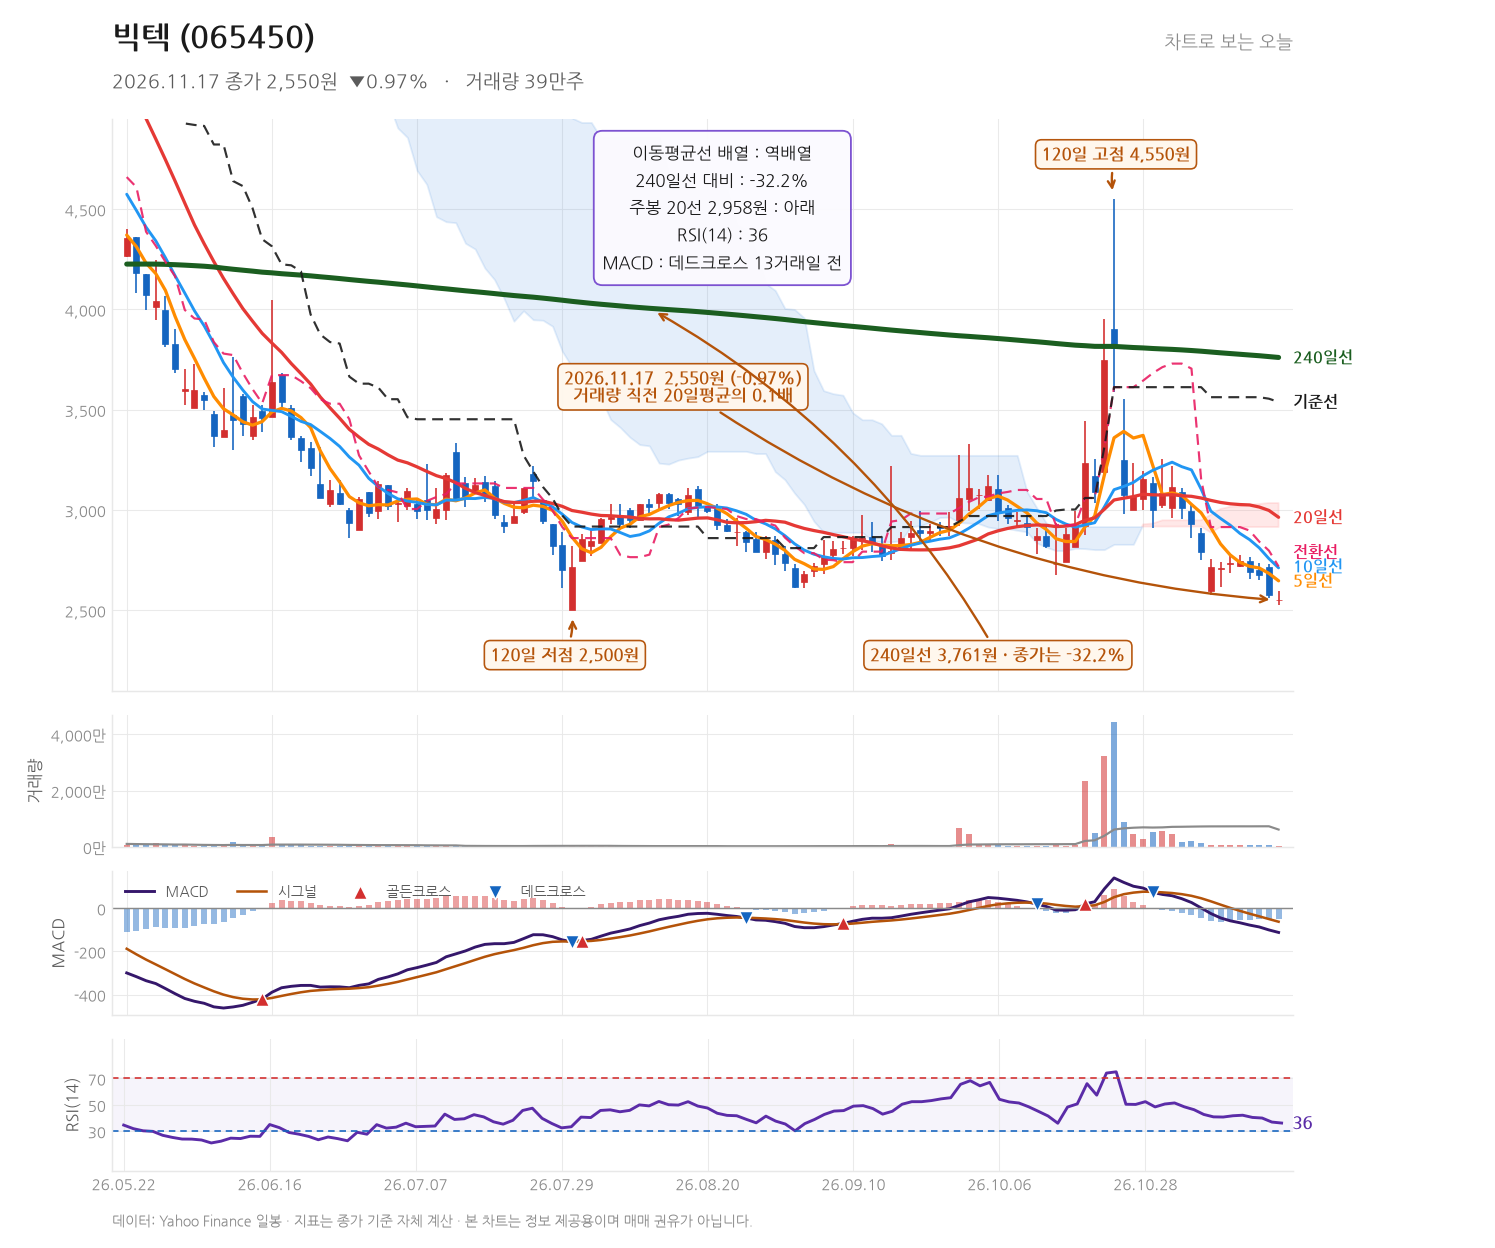 빅텍 (065450)
차트로 보는 오늘
2026.11.17 종가 2,550원 ▼0.97% · 거래량 39만주
이동평균선 배열 : 역배열
240일선 대비 : -32.2%
주봉 20선 2,958원 : 아래
RSI(14) : 36
MACD : 데드크로스 13거래일 전
120일 고점 4,550원
4,500
4,000
3,500
3,000
2,500
2026.11.17 2,550원 (-0.97%)
거래량 직전 20일평균의 0.1배
240일선
기준선
20일선
전환선
10일선
5일선
120일 저점 2,500원
240일선 3,761원 · 종가는 -32.2%
거래량
4,000만
2,000만
0만
MACD
MACD
시그널
골든크로스
데드크로스
0
-200
-400
RSI(14)
70
50
30
36
26.05.22
26.06.16
26.07.07
26.07.29
26.08.20
26.09.10
26.10.06
26.10.28
데이터: Yahoo Finance 일봉 · 지표는 종가 기준 자체 계산 · 본 차트는 정보 제공용이며 매매 권유가 아닙니다.